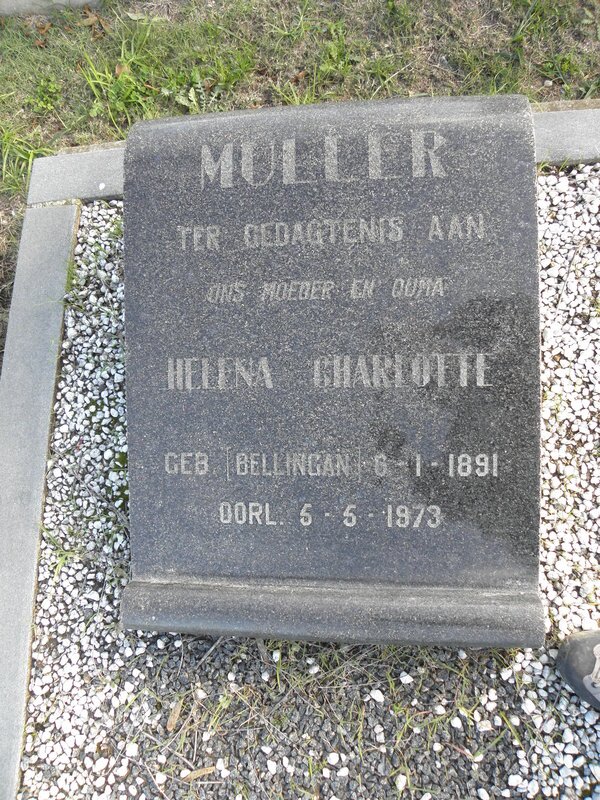 MULLER
TER GEDAGTENIS AAN
ONS MOEDER EN OUMA
HELENA CHARLOTTE
GEB. [BELLINGAN] 6-1-1891
OORL. 5-5-1973